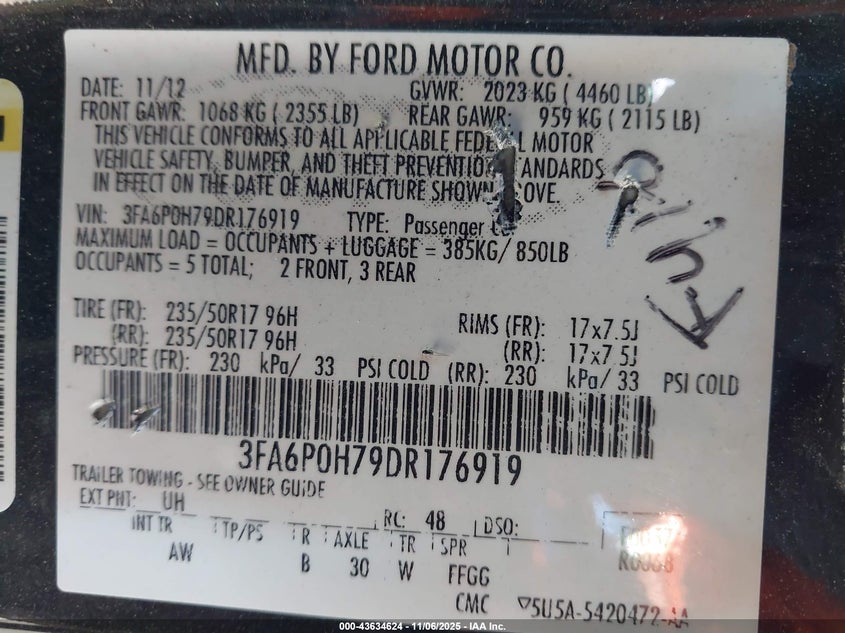 MFD. BY FORD MOTOR CO.
DATE: 11/12 GVWR: 2023 KG ( 4460 LB)
FRONT GAWR: 1068 KG ( 2355 LB) REAR GAWR: 959 KG ( 2115 LB)
THIS VEHICLE CONFORMS TO ALL APPLICABLE MOTOR
VEHICLE SAFETY, BUMPER, AND THEFT PREVENTION
IN EFFECT ON THE DATE OF MANUFACTURE SHOWN
VIN: 3FA6P0H79DR176919 TYPE: Passenger
MAXIMUM LOAD = OCCUPANTS + LUGGAGE = 385KG/ 850LB
OCCUPANTS = 5 TOTAL; 2 FRONT, 3 REAR
TIRE (FR): 235/50R17 96H RIMS (FR): 17x7.5J
(RR): 235/50R17 96H (RR): 17x7.5J
PRESSURE (FR): 230 kPa/ 33 PSI COLD (RR): 230 kPa/ 33 PSI COLD
3FA6P0H79DR176919
TRAILER TOWING - SEE OWNER GUIDE
EXT PNT: UH RC: 48 DSO:
INT TR TP/PS R AXLE TR SPR R0068
AW B 30 W FFGG
CMC ▽5U5A-5420472-AA
000-43634624 - 11/06/2025 - IAA Inc.